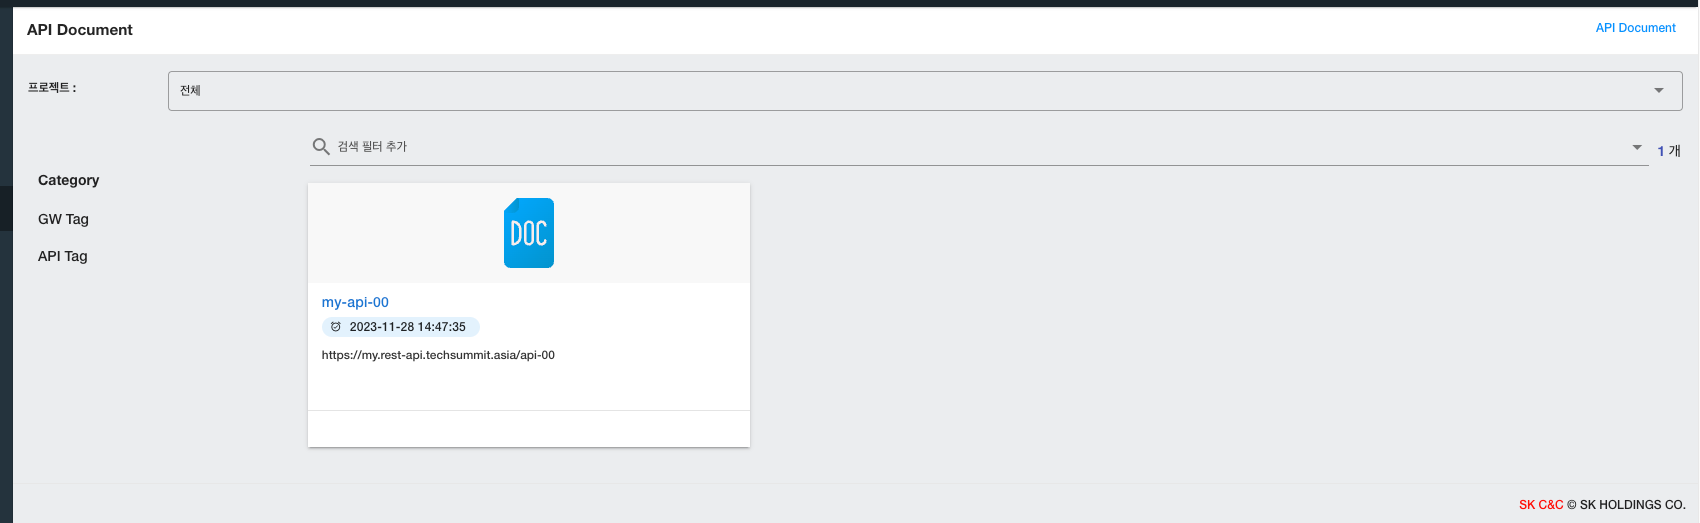 API Document
API Document
프로젝트 :
전체
검색 필터 추가
1 개
Category
GW Tag
API Tag
DOC
my-api-00
2023-11-28 14:47:35
https://my.rest-api.techsummit.asia/api-00
SK C&C © SK HOLDINGS CO.